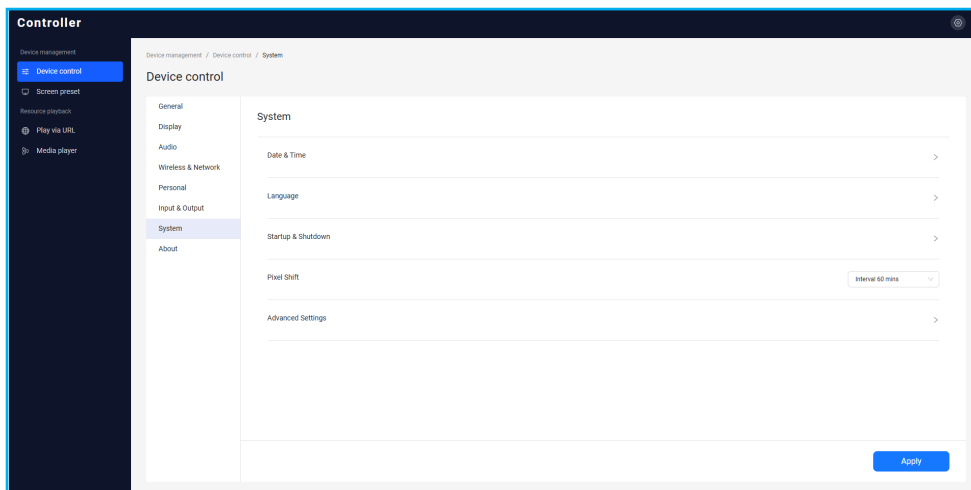 Controller
Device management
Device control
Screen preset
Resource playback
Play via URL
Media player
Device management / Device control / System
Device control
General
Display
Audio
Wireless & Network
Personal
Input & Output
System
About
System
Date & Time
Language
Startup & Shutdown
Pixel Shift
Interval 60 mins
Advanced Settings
Apply